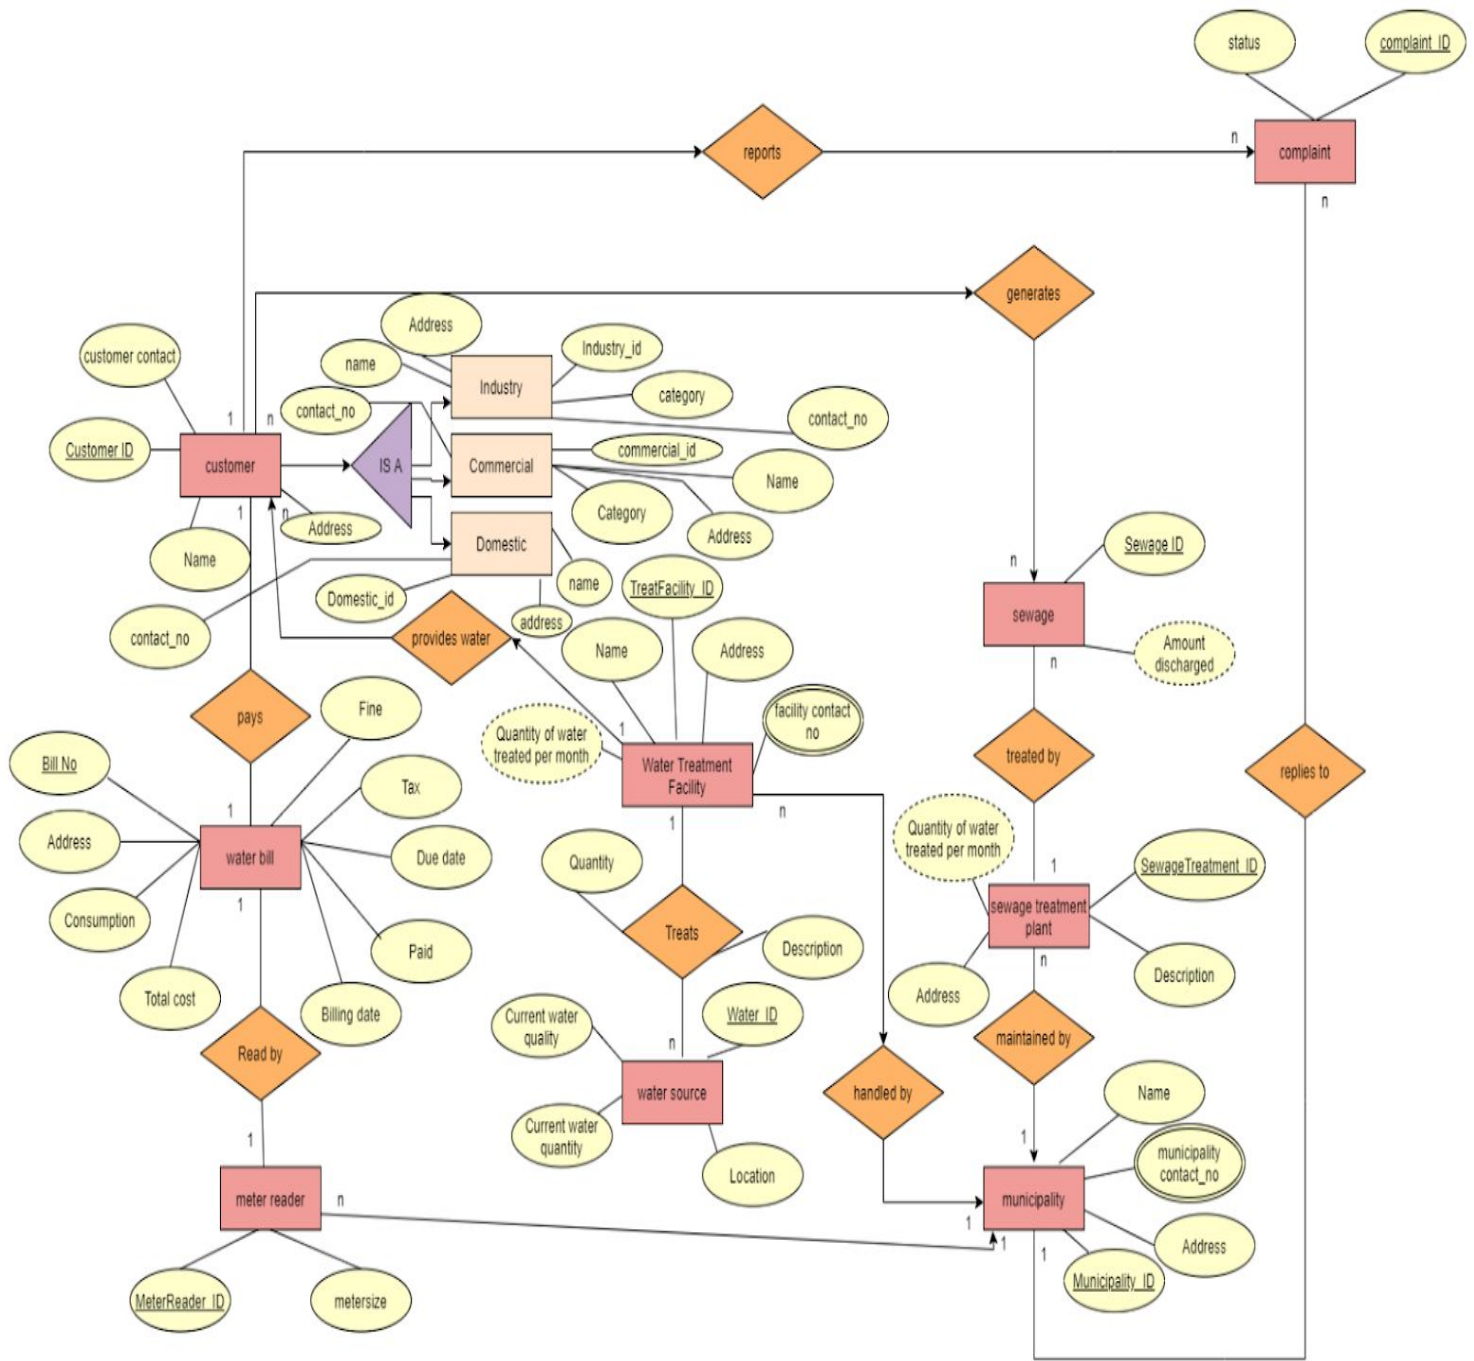 status
complaint_ID
reports
n
complaint
n
generates
Address
Industry_id
name
Industry
category
customer contact
contact_no
contact_no
1
n
Customer ID
customer
IS A
Commercial
commercial_id
Name
Category
Address
1
n
Address
Name
Domestic
name
Domestic_id
address
contact_no
TreatFacility_ID
n
Sewage ID
sewage
Amount
discharged
n
provides water
Name
Address
facility contact
no
Quantity of water
treated per month
1
Water Treatment
Facility
n
1
pays
Fine
Bill No
Tax
Address
1
water bill
Due date
Consumption
1
Total cost
Billing date
Paid
treated by
replies to
Quantity of water
treated per month
1
SewageTreatment_ID
sewage treatment
plant
n
Address
Description
Quantity
Treats
Description
Read by
Current water
quality
Water_ID
n
water source
Current water
quantity
Location
handled by
maintained by
Name
1
municipality
contact_no
municipality
1
1
1
Address
Municipality_ID
1
meter reader
n
MeterReader_ID
metersize